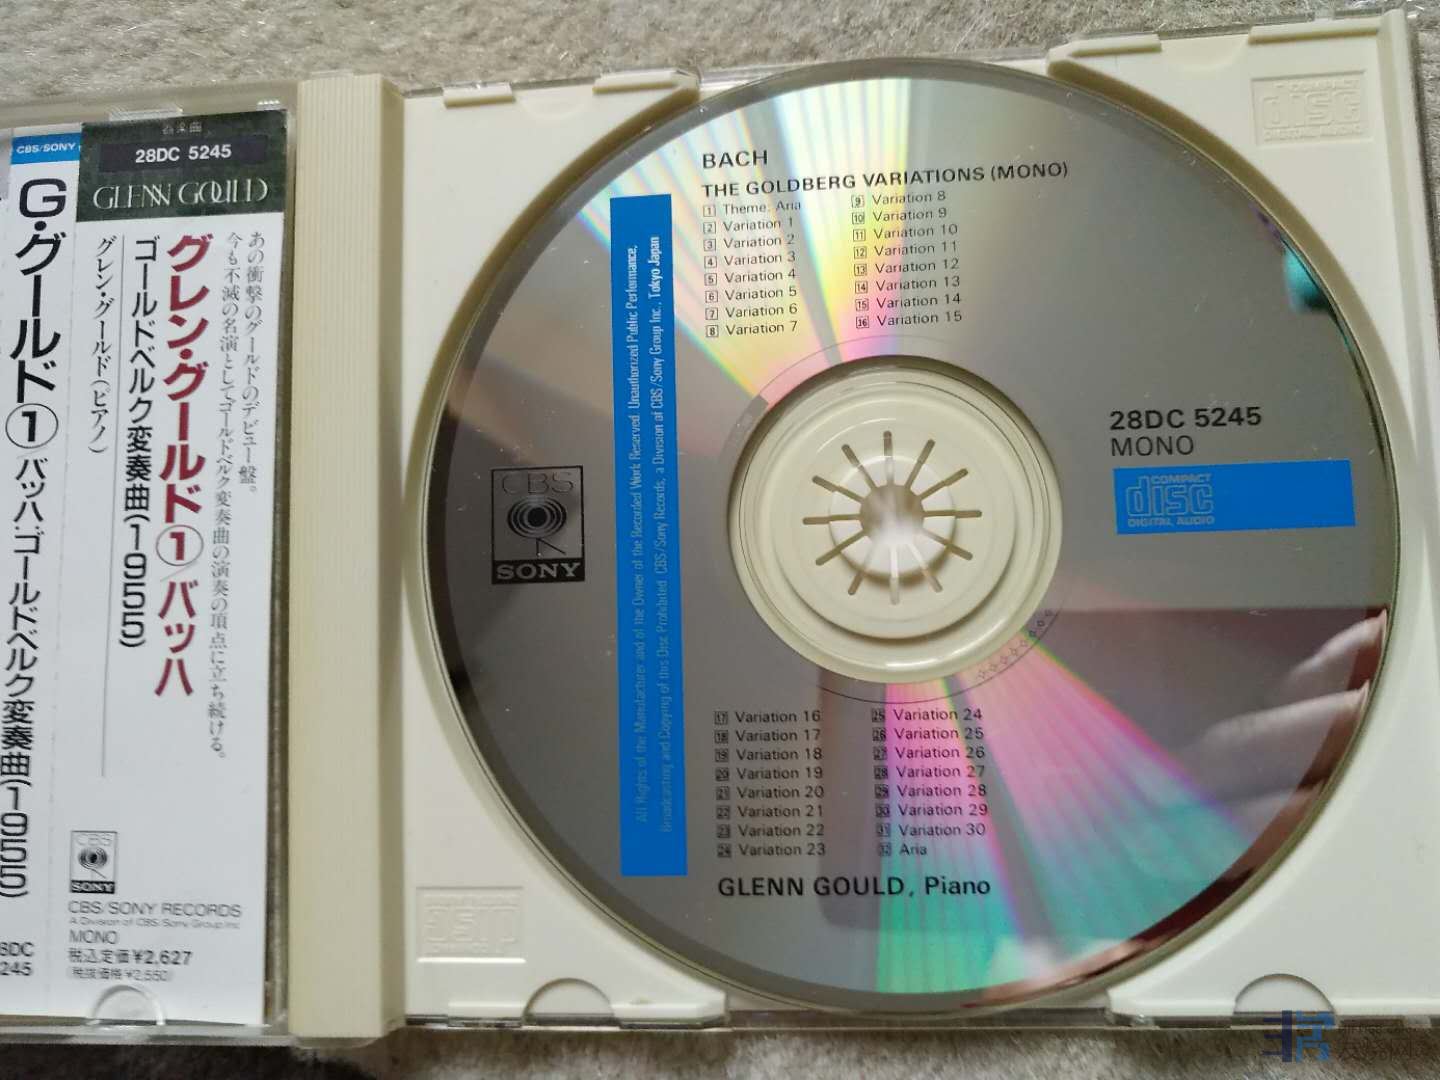 CBS/SONY
G・グールド①/バッハ:ゴールドベルク変奏曲(1955)
器楽曲
28DC 5245
GLENN GOULD
あの衝撃のグールドのデビュー盤。
今も不滅の名演としてゴールドベルク変奏曲の演奏の頂点に立ち続ける。
グレン・グールド①/バッハ
ゴールドベルク変奏曲(1955)
グレン・グールド(ピアノ)
CBS
SONY
CBS/SONY RECORDS
A Division of CBS/Sony Group Inc.
MONO
税込定価¥2,627
(税抜価格¥2,550)
BACH
THE GOLDBERG VARIATIONS (MONO)
1 Theme: Aria
2 Variation 1
3 Variation 2
4 Variation 3
5 Variation 4
6 Variation 5
7 Variation 6
8 Variation 7
9 Variation 8
10 Variation 9
11 Variation 10
12 Variation 11
13 Variation 12
14 Variation 13
15 Variation 14
16 Variation 15
All Rights of the Manufacturer and of the Owner of the Recorded Work Reserved. Unauthorized Public Performance,
Broadcasting and Copying of this Disc Prohibited. CBS/Sony Records, a Division of CBS/Sony Group Inc., Tokyo Japan
CBS
SONY
28DC 5245
MONO
COMPACT
disc
DIGITAL AUDIO
17 Variation 16
18 Variation 17
19 Variation 18
20 Variation 19
21 Variation 20
22 Variation 21
23 Variation 22
24 Variation 23
25 Variation 24
26 Variation 25
27 Variation 26
28 Variation 27
29 Variation 28
30 Variation 29
31 Variation 30
32 Aria
GLENN GOULD, Piano
COMPACT
disc
DIGITAL AUDIO